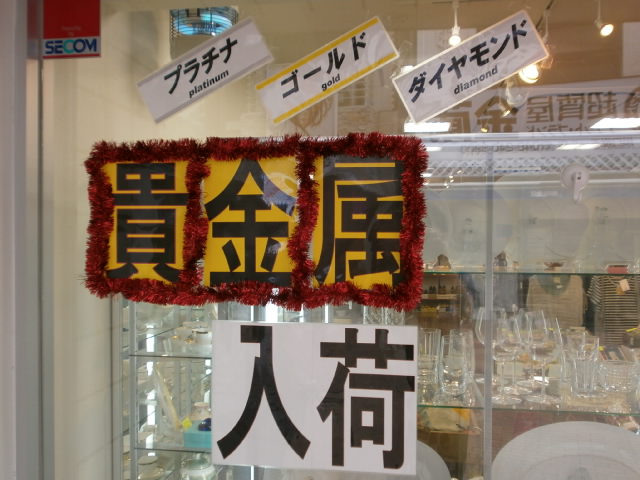 SECOM
プラチナ
platinum
ゴールド
gold
ダイヤモンド
diamond
貴金属
入荷